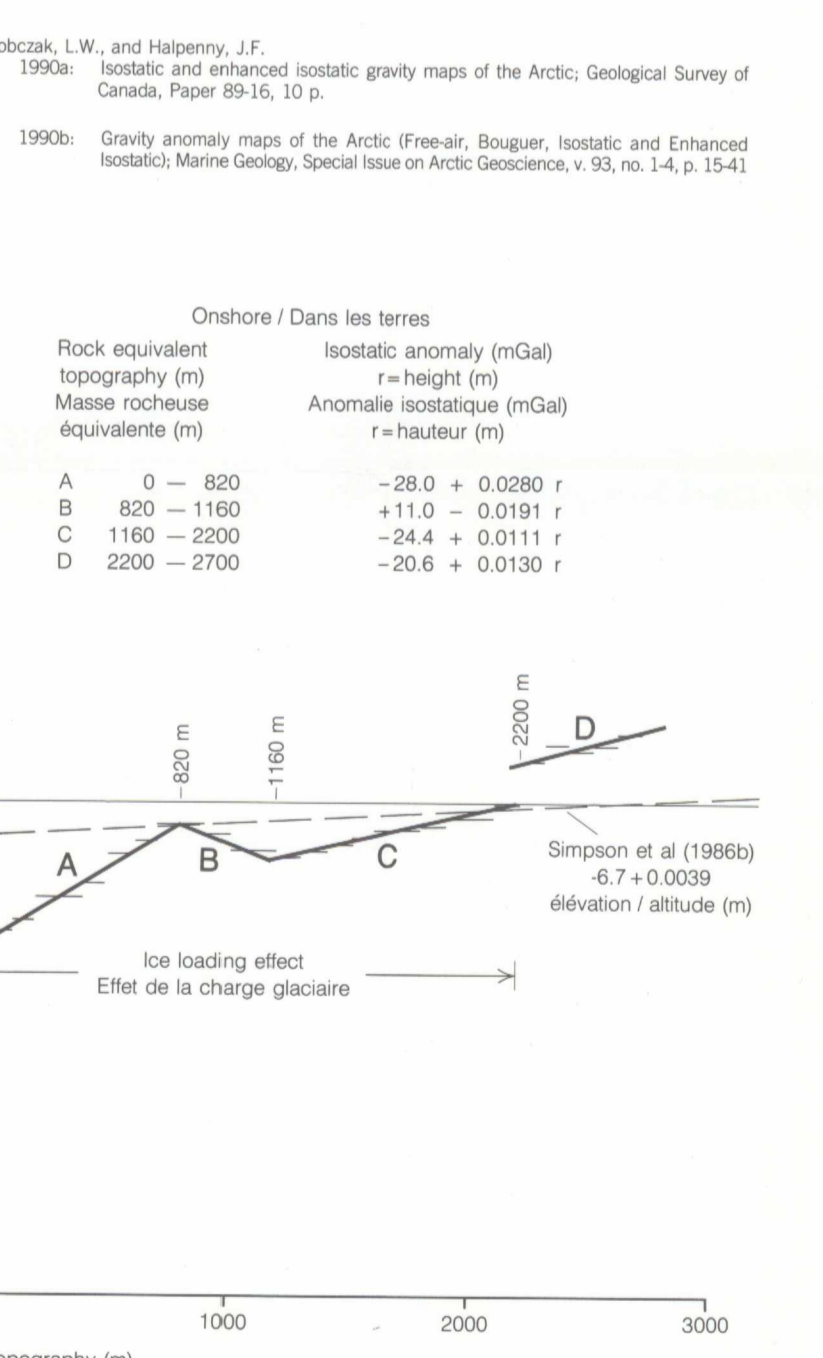 obczak, L.W., and Halpenny, J.F.
1990a: Isostatic and enhanced isostatic gravity maps of the Arctic; Geological Survey of
Canada, Paper 89-16, 10 p.
1990b: Gravity anomaly maps of the Arctic (Free-air, Bouguer, Isostatic and Enhanced
Isostatic); Marine Geology, Special Issue on Arctic Geoscience, v. 93, no. 1-4, p. 15-41
Onshore / Dans les terres
Rock equivalent Isostatic anomaly (mGal)
topography (m) r = height (m)
Masse rocheuse Anomalie isostatique (mGal)
équivalente (m) r = hauteur (m)
A 0 — 820 -28.0 + 0.0280 r
B 820 — 1160 +11.0 - 0.0191 r
C 1160 — 2200 -24.4 + 0.0111 r
D 2200 — 2700 -20.6 + 0.0130 r
820 m
1160 m
2200 m
D
A
B
C
Simpson et al (1986b)
-6.7 + 0.0039
élévation / altitude (m)
Ice loading effect
Effet de la charge glaciaire
1000 2000 3000